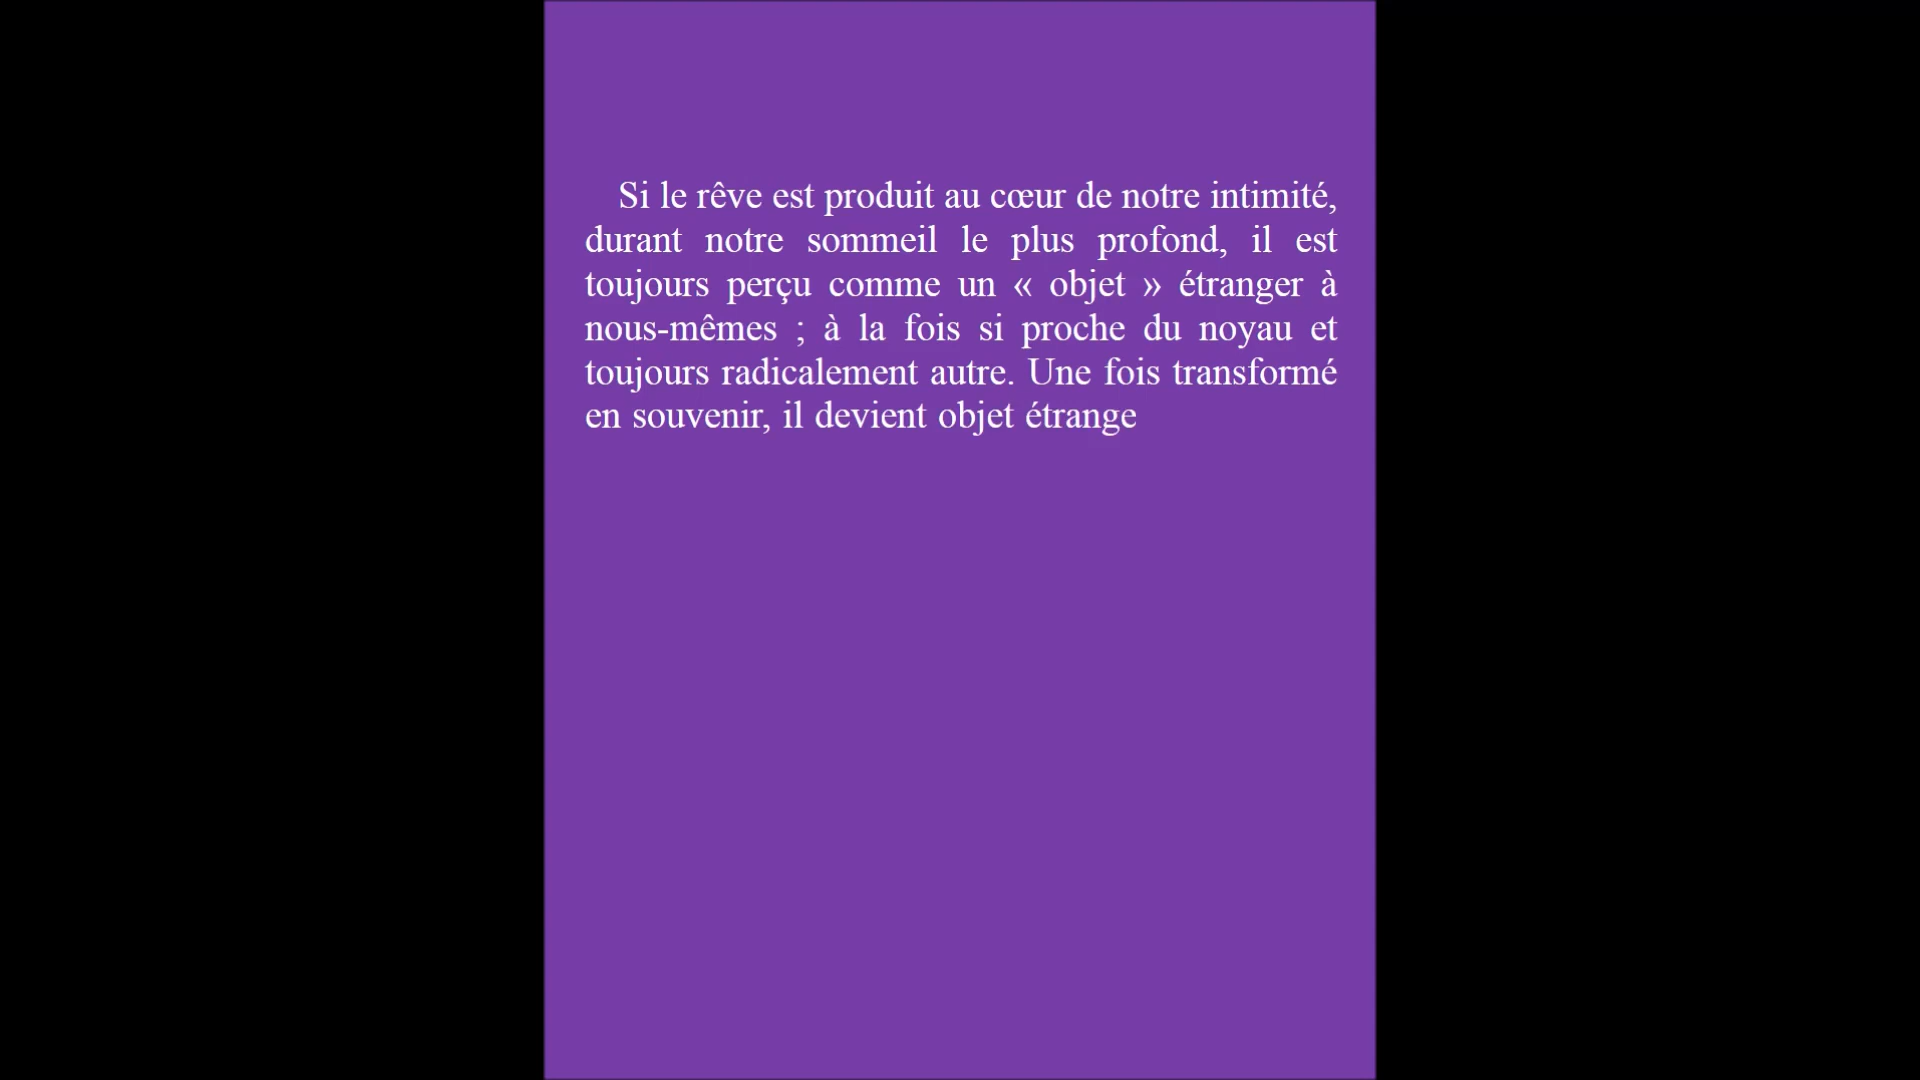 Si le rêve est produit au cœur de notre intimité,
durant notre sommeil le plus profond, il est
toujours perçu comme un « objet » étranger à
nous-mêmes ; à la fois si proche du noyau et
toujours radicalement autre. Une fois transformé
en souvenir, il devient objet étrange